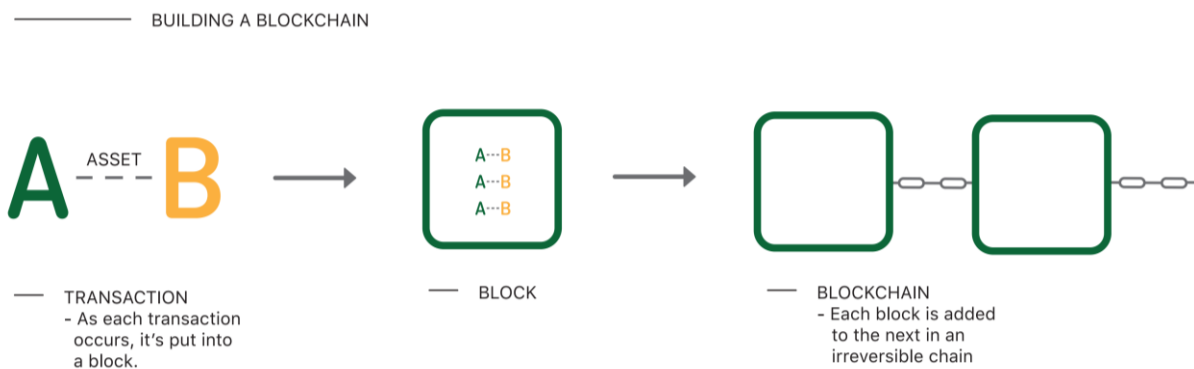 BUILDING A BLOCKCHAIN
A ASSET B
A---B
A---B
A---B
TRANSACTION
- As each transaction
occurs, it's put into
a block.
BLOCK
BLOCKCHAIN
- Each block is added
to the next in an
irreversible chain